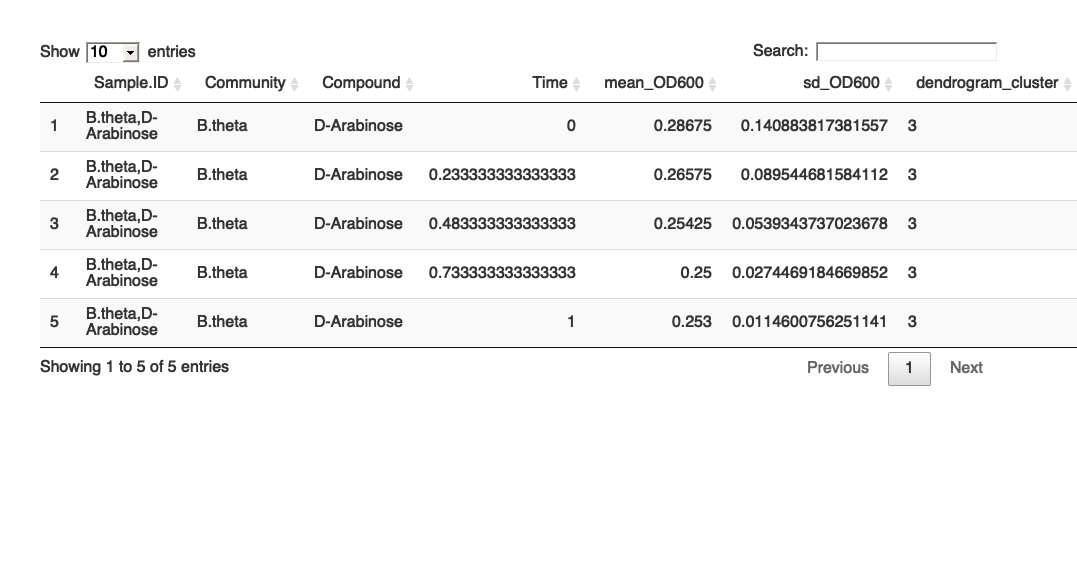 Show 10 entries Search:
Sample.ID Community Compound Time mean_OD600 sd_OD600 dendrogram_cluster
1 B.theta,D-Arabinose B.theta D-Arabinose 0 0.28675 0.140883817381557 3
2 B.theta,D-Arabinose B.theta D-Arabinose 0.233333333333333 0.26575 0.089544681584112 3
3 B.theta,D-Arabinose B.theta D-Arabinose 0.483333333333333 0.25425 0.0539343737023678 3
4 B.theta,D-Arabinose B.theta D-Arabinose 0.733333333333333 0.25 0.0274469184669852 3
5 B.theta,D-Arabinose B.theta D-Arabinose 1 0.253 0.0114600756251141 3
Showing 1 to 5 of 5 entries Previous 1 Next